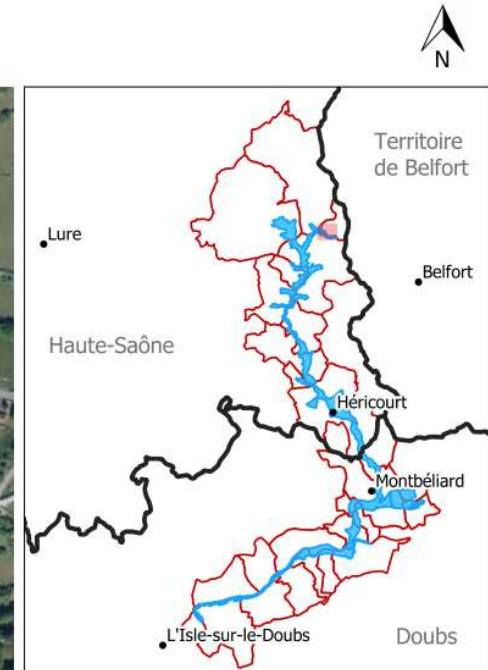 N
Territoire
de Belfort
Lure
Belfort
Haute-Saône
Héricourt
Montbéliard
L'Isle-sur-le-Doubs
Doubs